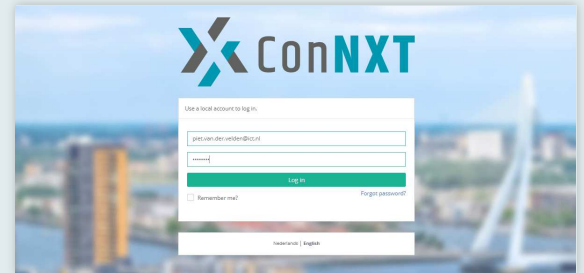 ConNXT
Use a local account to log in.
piet.van.der.velden@ict.nl
••••••••
Log in
Remember me?
Forgot password?
Nederlands | English